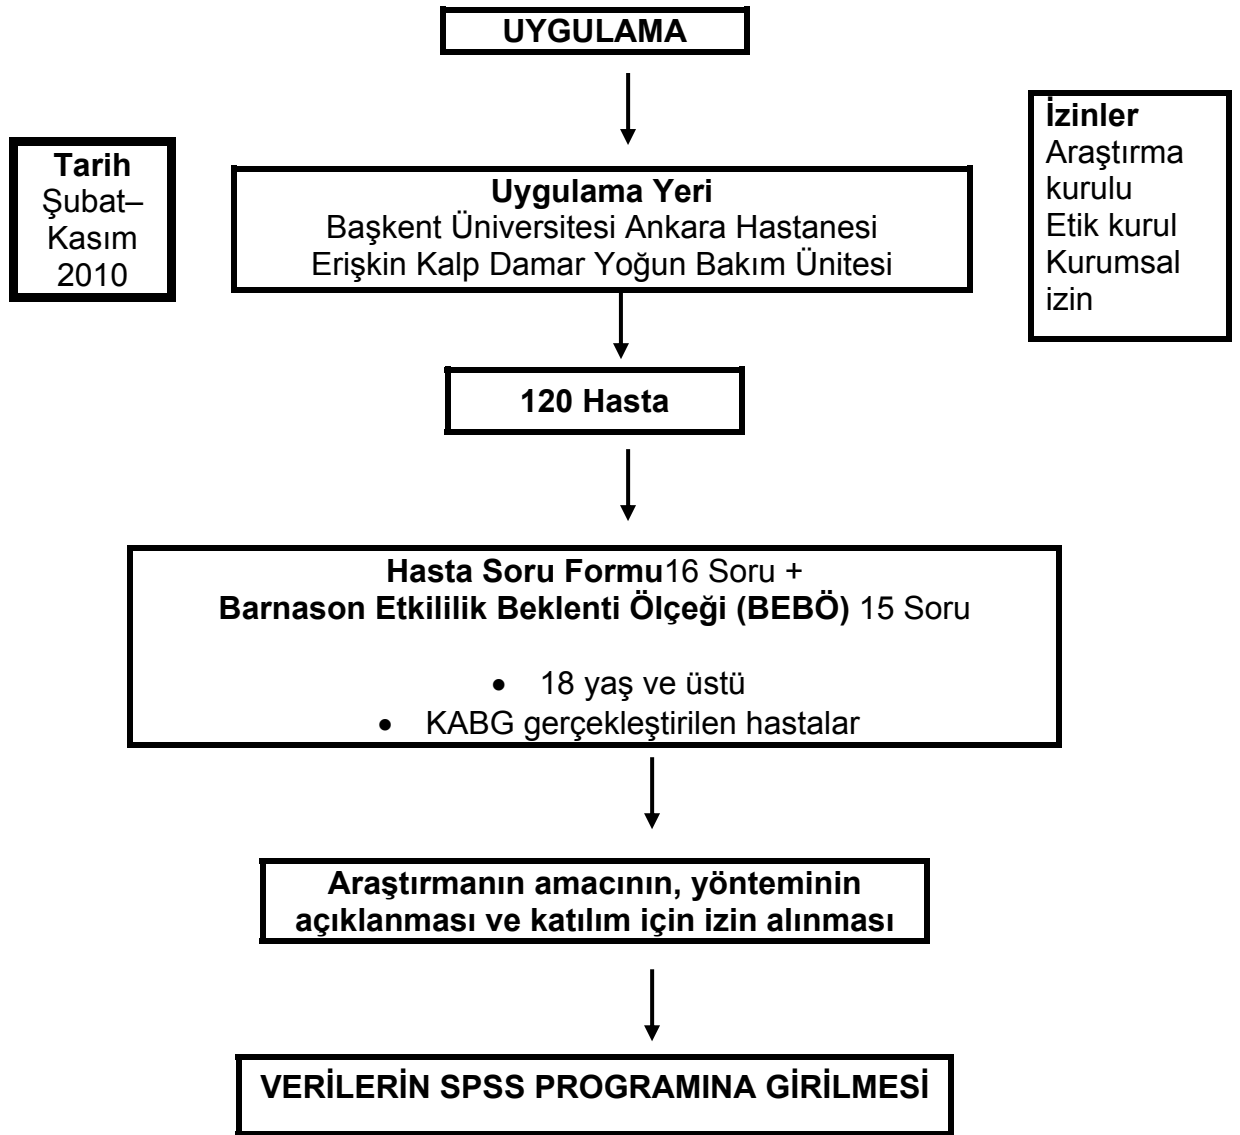 UYGULAMA
Tarih
Şubat–
Kasım
2010
Uygulama Yeri
Başkent Üniversitesi Ankara Hastanesi
Erişkin Kalp Damar Yoğun Bakım Ünitesi
İzinler
Araştırma
kurulu
Etik kurul
Kurumsal
izin
120 Hasta
Hasta Soru Formu16 Soru +
Barnason Etkililik Beklenti Ölçeği (BEBÖ) 15 Soru
• 18 yaş ve üstü
• KABG gerçekleştirilen hastalar
Araştırmanın amacının, yönteminin
açıklanması ve katılım için izin alınması
VERİLERİN SPSS PROGRAMINA GİRİLMESİ